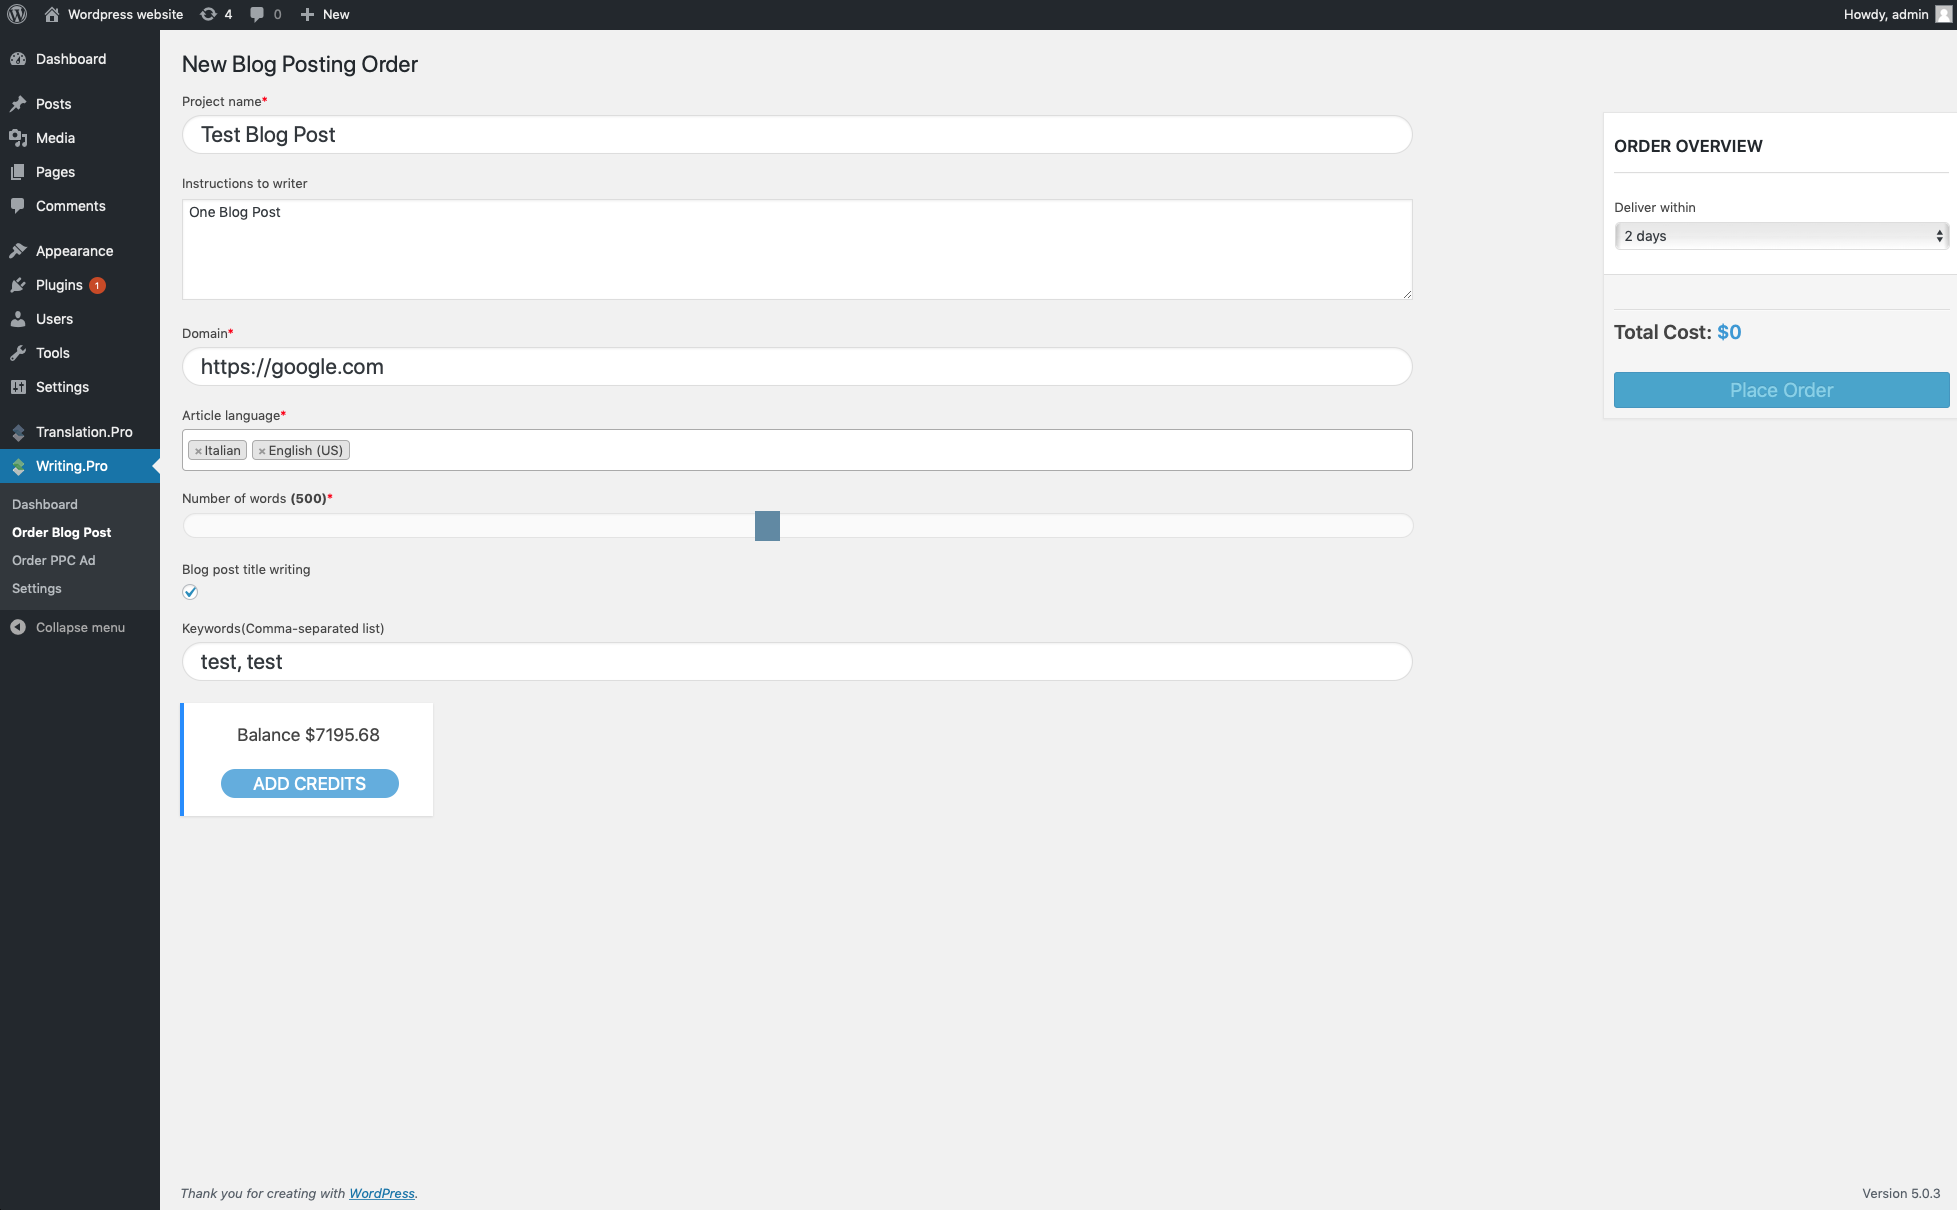 Wordpress website 4 0 New Howdy, admin
Dashboard
Posts
Media
Pages
Comments
Appearance
Plugins 1
Users
Tools
Settings
Translation.Pro
Writing.Pro
Dashboard
Order Blog Post
Order PPC Ad
Settings
Collapse menu
New Blog Posting Order
Project name*
Test Blog Post
Instructions to writer
One Blog Post
Domain*
https://google.com
Article language*
×Italian ×English (US)
Number of words (500)*
Blog post title writing
Keywords(Comma-separated list)
test, test
Balance $7195.68
ADD CREDITS
ORDER OVERVIEW
Deliver within
2 days
Total Cost: $0
Place Order
Thank you for creating with WordPress.
Version 5.0.3